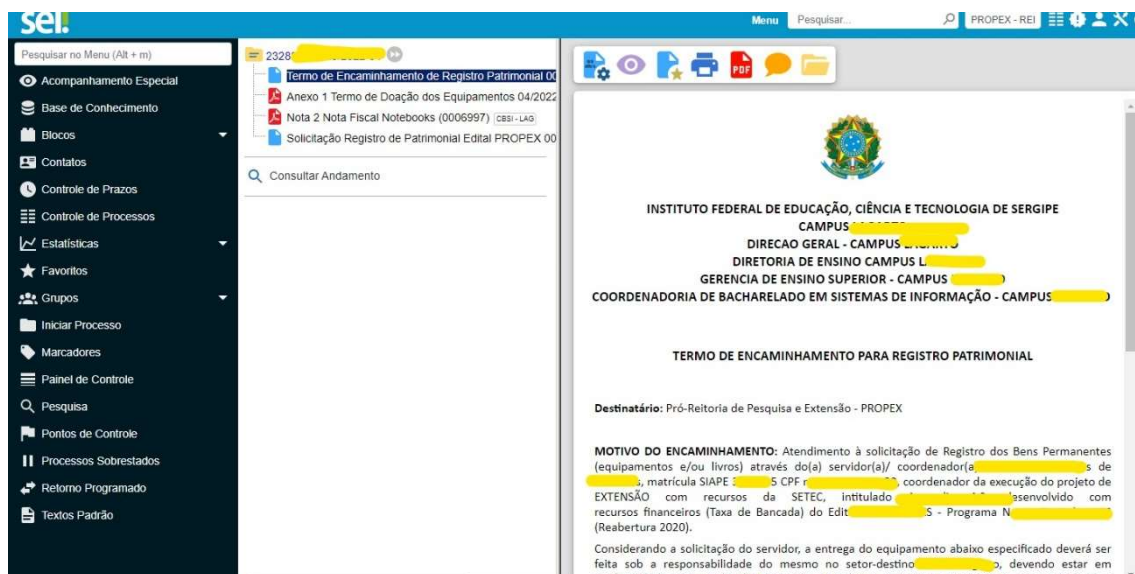 sei!
Menu Pesquisar... PROPEX - REI
Pesquisar no Menu (Alt + m)
Acompanhamento Especial
Base de Conhecimento
Blocos
Contatos
Controle de Prazos
Controle de Processos
Estatísticas
Favoritos
Grupos
Iniciar Processo
Marcadores
Painel de Controle
Pesquisa
Pontos de Controle
Processos Sobrestados
Retorno Programado
Textos Padrão
2328
Termo de Encaminhamento de Registro Patrimonial 00
Anexo 1 Termo de Doação dos Equipamentos 04/2022
Nota 2 Nota Fiscal Notebooks (0006997) CBSI - LAG
Solicitação Registro de Patrimonial Edital PROPEX 00
Consultar Andamento
PDF
INSTITUTO FEDERAL DE EDUCAÇÃO, CIÊNCIA E TECNOLOGIA DE SERGIPE
CAMPUS
DIRECAO GERAL - CAMPUS
DIRETORIA DE ENSINO CAMPUS
GERENCIA DE ENSINO SUPERIOR - CAMPUS
COORDENADORIA DE BACHARELADO EM SISTEMAS DE INFORMAÇÃO - CAMPUS
TERMO DE ENCAMINHAMENTO PARA REGISTRO PATRIMONIAL
Destinatário: Pró-Reitoria de Pesquisa e Extensão - PROPEX
MOTIVO DO ENCAMINHAMENTO: Atendimento à solicitação de Registro dos Bens Permanentes
(equipamentos e/ou livros) através do(a) servidor(a)/ coordenador(a de
matrícula SIAPE 3 5 CPF coordenador da execução do projeto de
EXTENSÃO com recursos da SETEC, intitulado desenvolvido com
recursos financeiros (Taxa de Bancada) do Edit S - Programa N
(Reabertura 2020).
Considerando a solicitação do servidor, a entrega do equipamento abaixo especificado deverá ser
feita sob a responsabilidade do mesmo no setor-destino devendo estar em